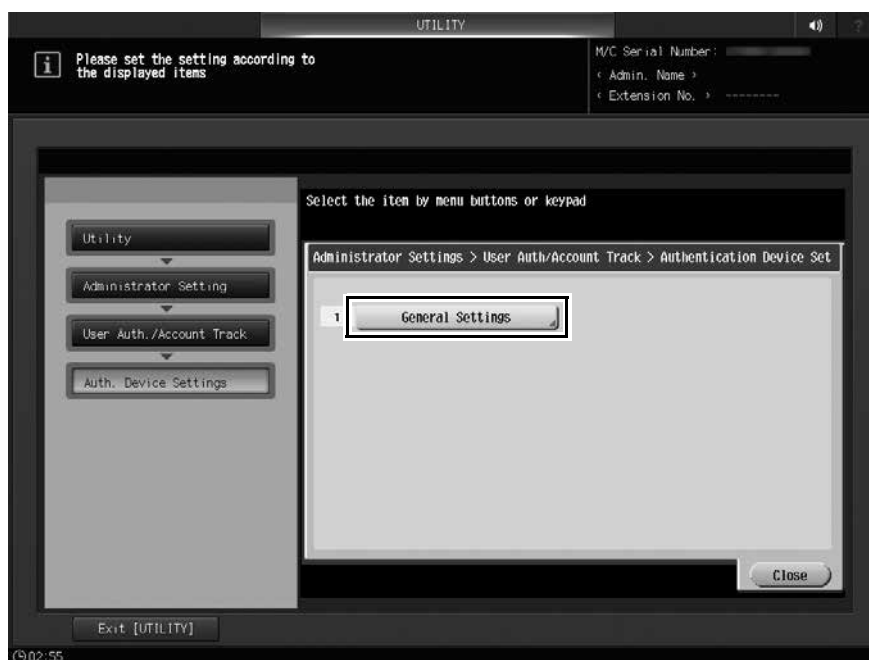 UTILITY
?
i
Please set the setting according to
the displayed items
M/C Serial Number:
< Admin. Name >
< Extension No. > --------
Select the item by menu buttons or keypad
Utility
Administrator Setting
User Auth./Account Track
Auth. Device Settings
Administrator Settings > User Auth/Account Track > Authentication Device Set
1 General Settings
Close
Exit [UTILITY]
02:55